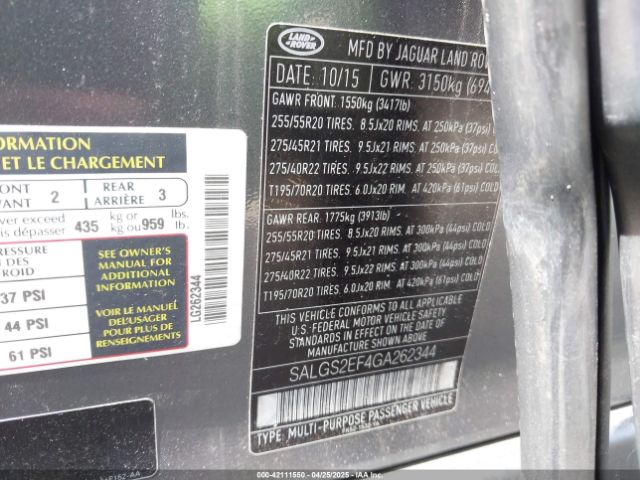 LAND
ROVER
MFD BY JAGUAR LAND RO
DATE: 10/15 GWR: 3150kg (694
GAWR FRONT 1550kg (3417lb)
255/55R20 TIRES. 8.5Jx20 RIMS. AT 250kPa (37psi)
275/45R21 TIRES. 9.5Jx21 RIMS. AT 250kPa (37psi) CO
275/40R22 TIRES. 9.5Jx22 RIMS. AT 250kPa (37psi) COL
T195/70R20 TIRES: 6.0Jx20 RIM. AT 420kPa (61psi) COLD
GAWR REAR. 1775kg (3913lb)
255/55R20 TIRES. 8.5Jx20 RIMS. AT 300kPa (44psi) COLD
275/45R21 TIRES. 9.5Jx21 RIMS. AT 300kPa (44psi) COLD
275/40R22 TIRES. 9.5Jx22 RIMS. AT 300kPa (44psi) COLD
T195/70R20 TIRES: 6.0Jx20 RIM. AT 420kPa (61psi) COLD
THIS VEHICLE CONFORMS TO ALL APPLICABLE
U.S. FEDERAL MOTOR VEHICLE SAFETY
STANDARDS IN EFFECT ON THE DATE OF
MANUFACTURE SHOWN ABOVE
SALGS2EF4GA262344
TYPE: MULTI-PURPOSE PASSENGER VEHICLE
FORMATION
ET LE CHARGEMENT
ONT 2 REAR 3
VANT ARRIÈRE
ver exceed 435 kg or 959 lbs.
is dépasser kg ou lb.
RESSURE
N DES
ROID
37 PSI
44 PSI
61 PSI
SEE OWNER'S
MANUAL FOR
ADDITIONAL
INFORMATION
VOIR LE MANUEL
DE L'USAGER
POUR PLUS DE
RENSEIGNEMENTS
LG262344
© IAAI.COM 000-42111550 | 04/25/2025 | © IAAI.COM